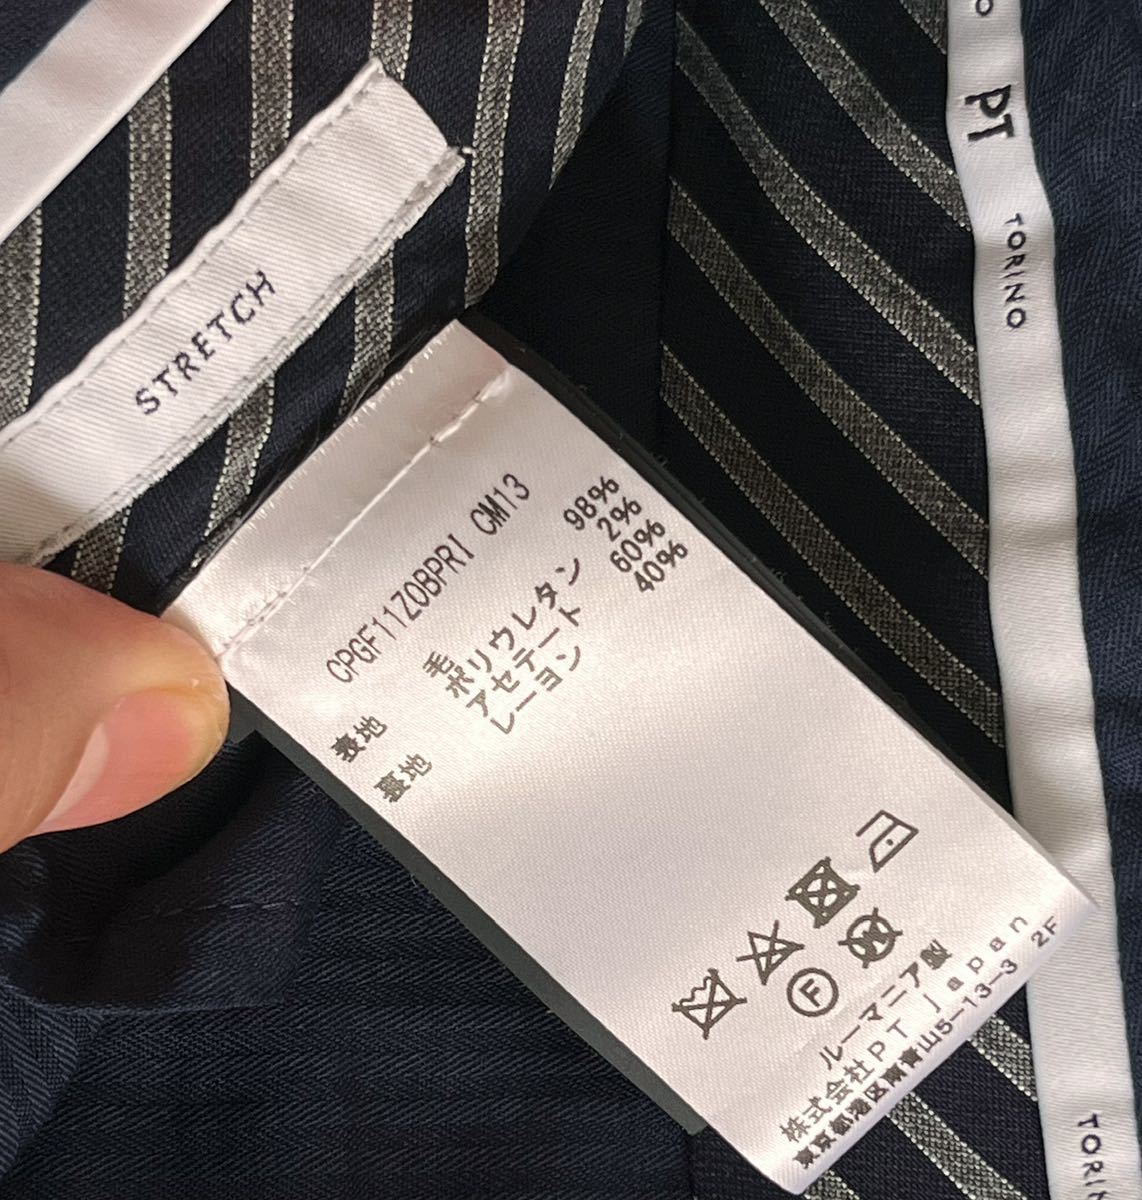 STRETCH
PT TORINO
TORI
CPGF11Z0BPRI CM13
表地 毛 98%
ポリウレタン 2%
裏地 アセテート 60%
レーヨン 40%
F
W
ルーマニア製
株式会社PT Japan
東京都港区南青山5-13-3 2F